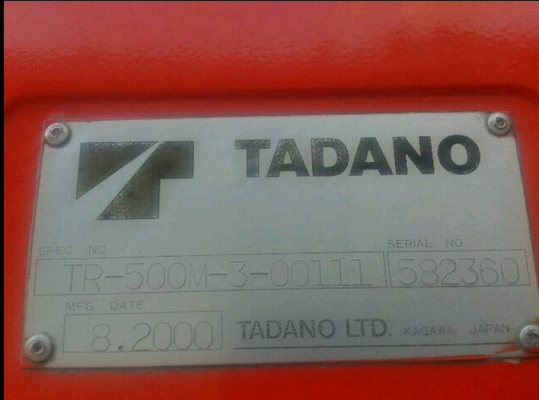 TADANO
SPEC. NO.
SERIAL NO.
TR-500M-3-00111
582360
MFG. DATE
8.2000
TADANO LTD. KAGAWA, JAPAN